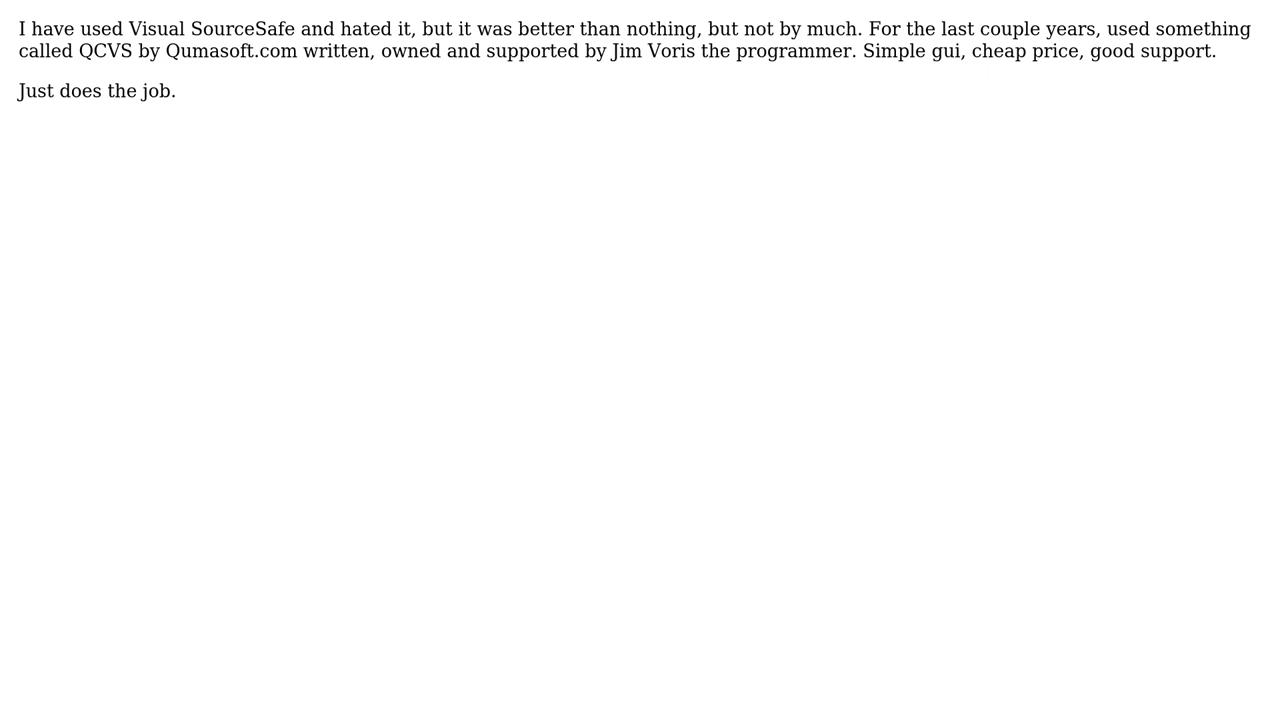 I have used Visual SourceSafe and hated it, but it was better than nothing, but not by much. For the last couple years, used something
called QCVS by Qumasoft.com written, owned and supported by Jim Voris the programmer. Simple gui, cheap price, good support.
Just does the job.